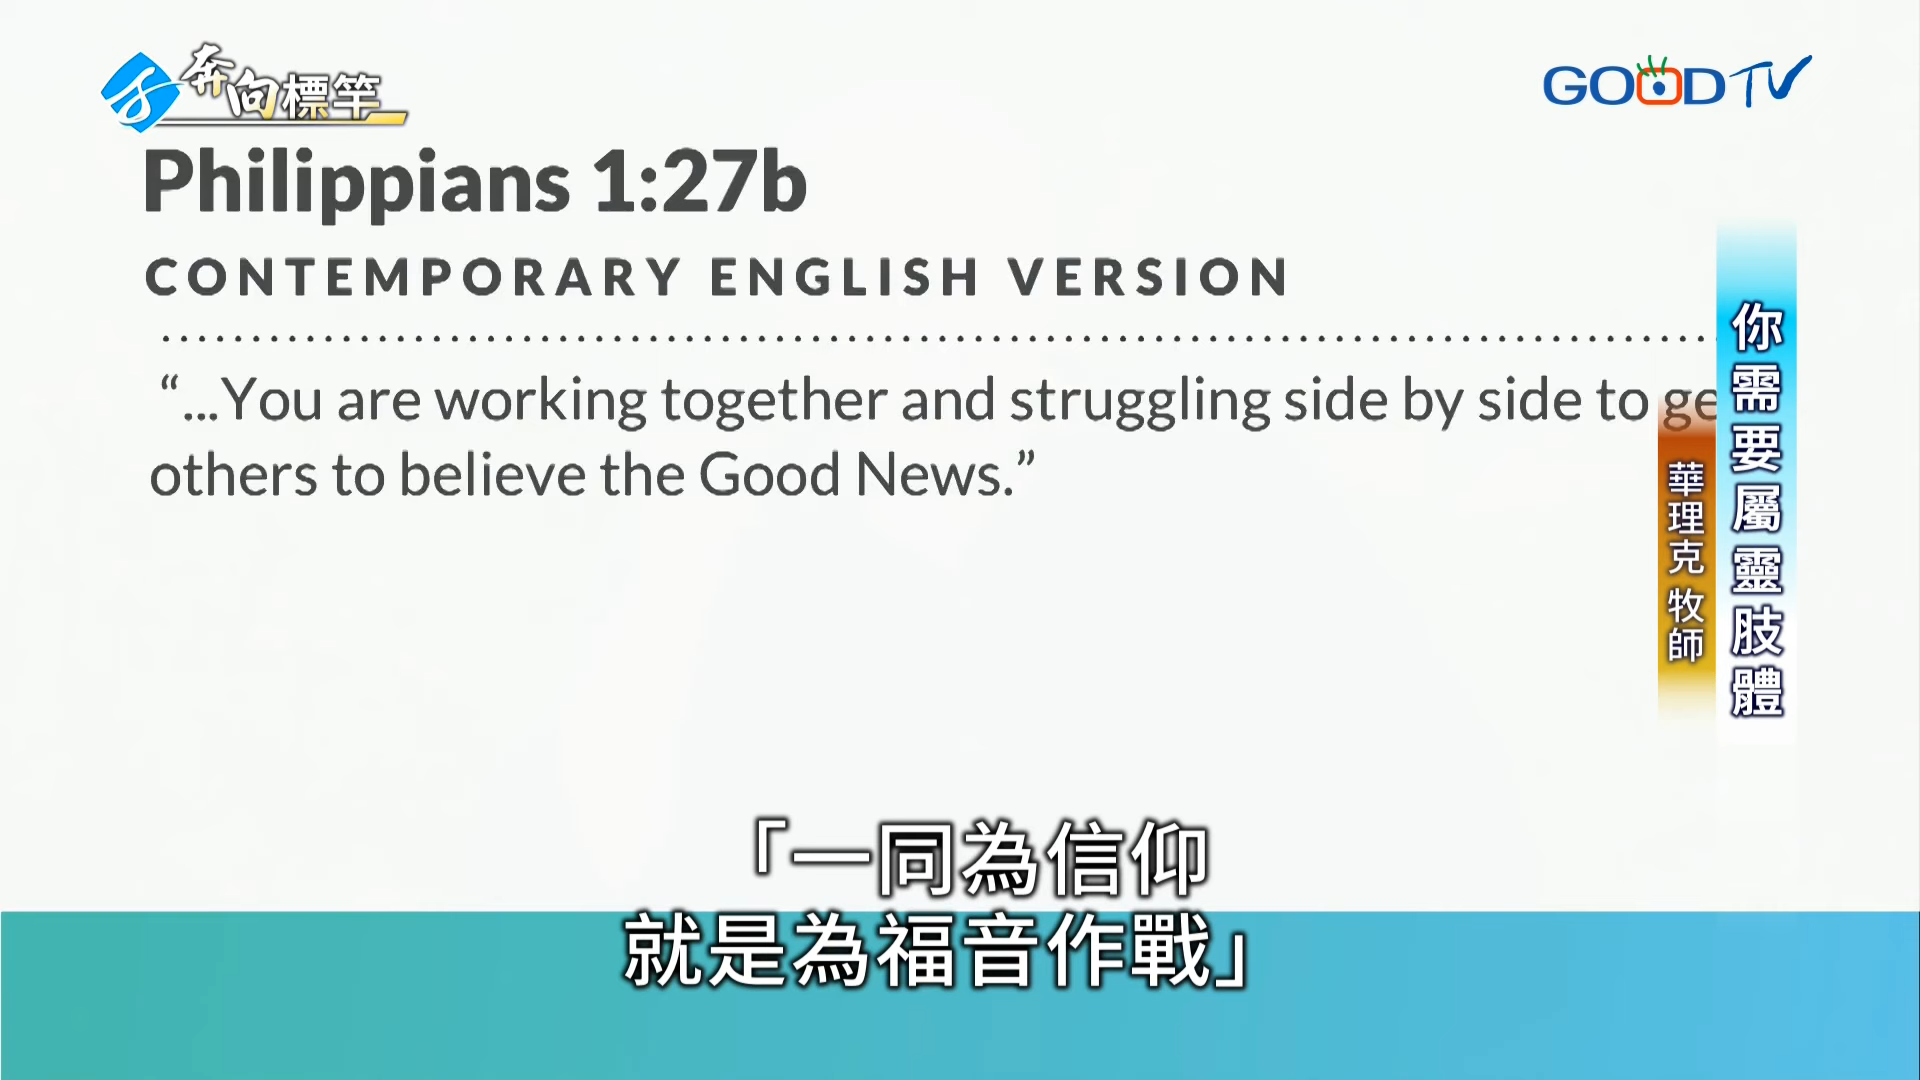 奔向標竿
GOOD TV
Philippians 1:27b
CONTEMPORARY ENGLISH VERSION
“...You are working together and struggling side by side to ge
others to believe the Good News.”
你需要屬靈肢體
華理克 牧師
「一同為信仰
就是為福音作戰」